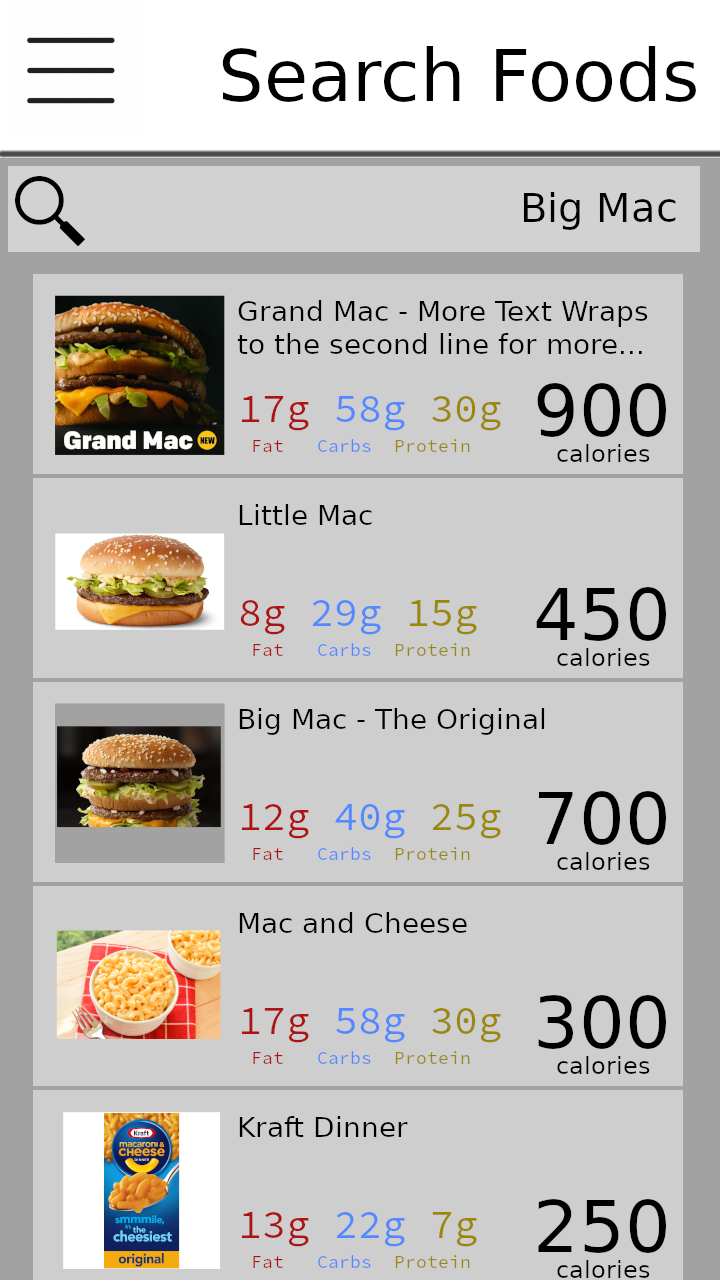 Search Foods
Big Mac
Grand Mac - More Text Wraps
to the second line for more...
17g 58g 30g
Fat Carbs Protein
900
calories
Grand Mac NEW
Little Mac
8g 29g 15g
Fat Carbs Protein
450
calories
Big Mac - The Original
12g 40g 25g
Fat Carbs Protein
700
calories
Mac and Cheese
17g 58g 30g
Fat Carbs Protein
300
calories
Kraft Dinner
13g 22g 7g
Fat Carbs Protein
250
calories
Kraft
macaroni &
CHEESE
DINNER
smmmile,
it's the
cheesiest
original